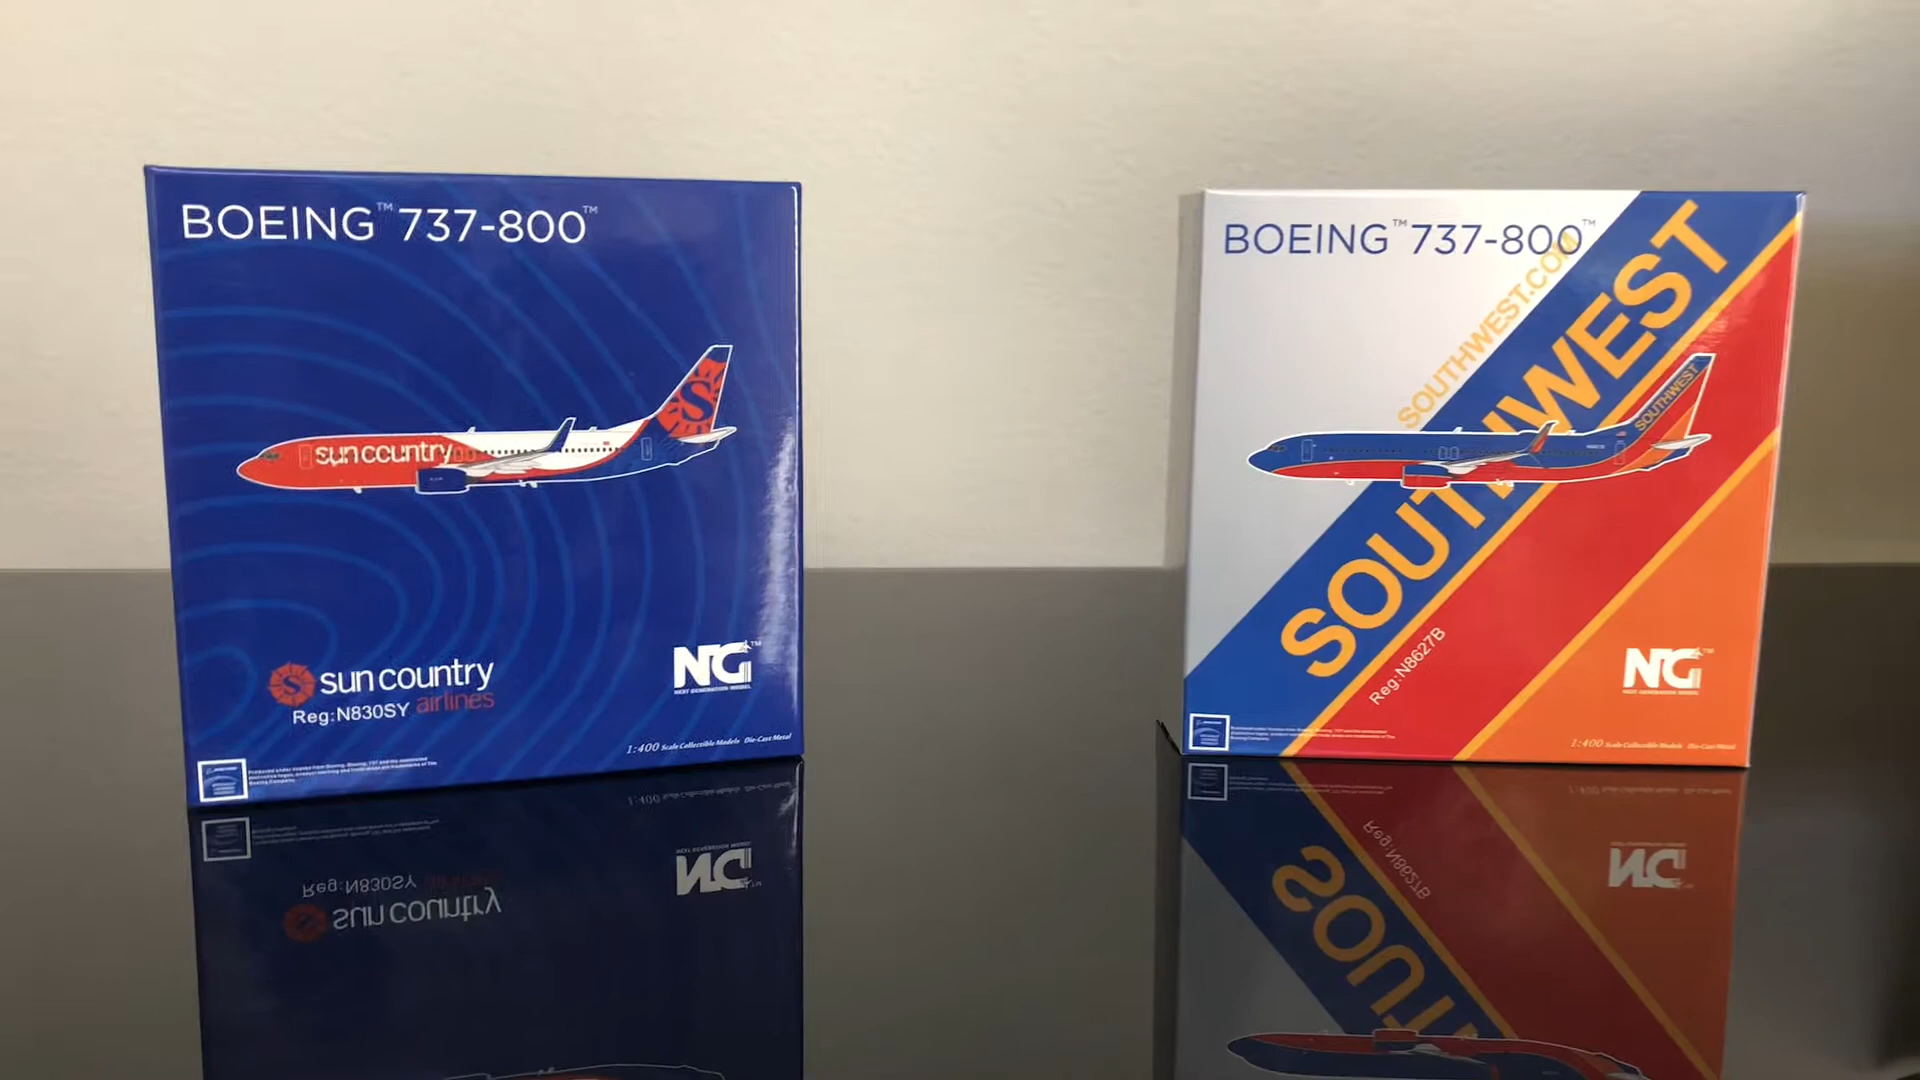 BOEING™ 737-800™
sun country
S
S sun country
airlines
Reg:N830SY
NG™
NEXT GENERATION MODEL
1:400 Scale Collectible Models Die-Cast Metal
BOEING™ 737-800™
SOUTHWEST.COM
SOUTHWEST
SOUTHWEST
Reg:N8627B
NG™
NEXT GENERATION MODEL
1:400 Scale Collectible Models Die-Cast Metal